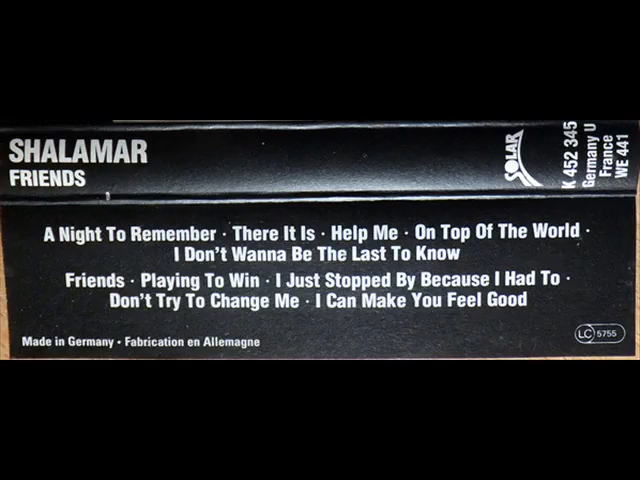 SHALAMAR
FRIENDS
SOLAR
K 452 345
Germany U
France
WE 441
A Night To Remember · There It Is · Help Me · On Top Of The World ·
I Don't Wanna Be The Last To Know
Friends · Playing To Win · I Just Stopped By Because I Had To ·
Don't Try To Change Me · I Can Make You Feel Good
Made in Germany • Fabrication en Allemagne
LC 5755